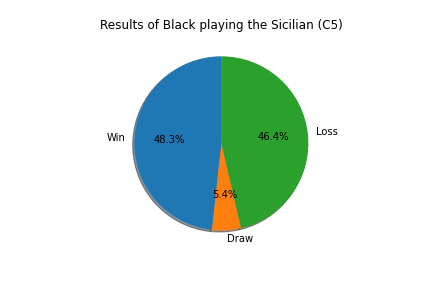 Results of Black playing the Sicilian (C5)
Win
48.3%
46.4%
Loss
5.4%
Draw